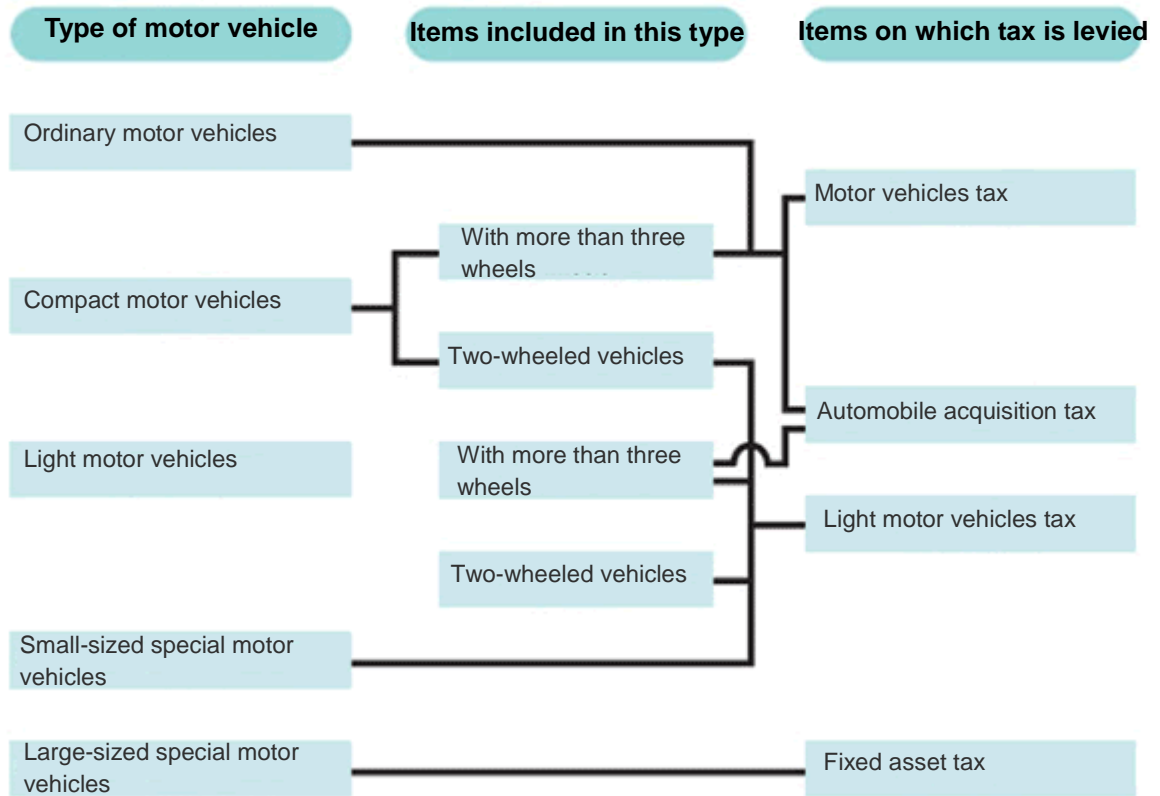 Type of motor vehicle
Items included in this type
Items on which tax is levied
Ordinary motor vehicles
Motor vehicles tax
With more than three
wheels
Compact motor vehicles
Two-wheeled vehicles
Automobile acquisition tax
Light motor vehicles
With more than three
wheels
Light motor vehicles tax
Two-wheeled vehicles
Small-sized special motor
vehicles
Large-sized special motor
vehicles
Fixed asset tax